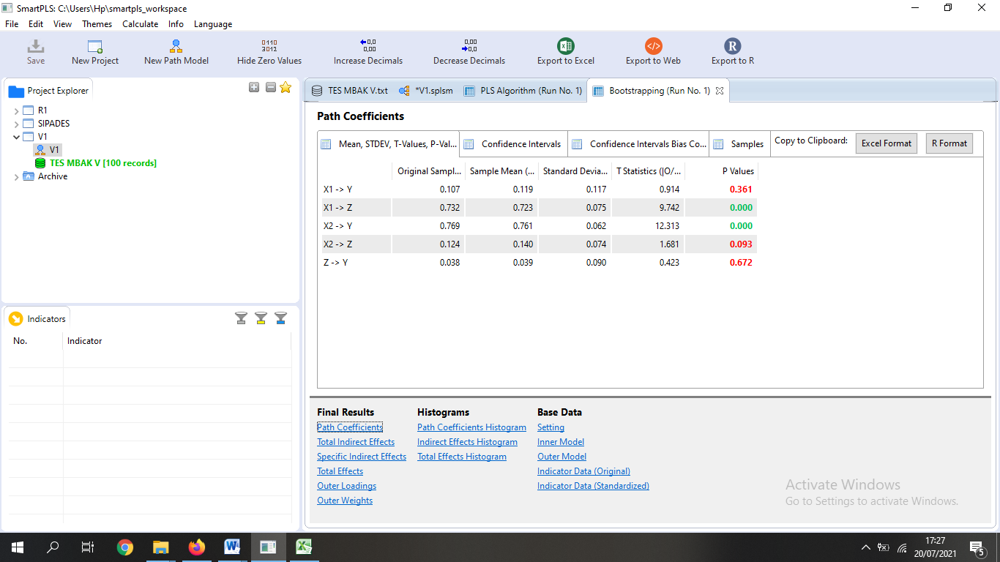 SmartPLS: C:\Users\Hp\smartpls_workspace
File Edit View Themes Calculate Info Language
Save New Project New Path Model Hide Zero Values Increase Decimals Decrease Decimals Export to Excel Export to Web Export to R
Project Explorer
R1
SIPADES
V1
V1
TES MBAK V [100 records]
Archive
Indicators
No. Indicator
TES MBAK V.txt *V1.splsm PLS Algorithm (Run No. 1) Bootstrapping (Run No. 1)
Path Coefficients
Mean, STDEV, T-Values, P-Val... Confidence Intervals Confidence Intervals Bias Co... Samples Copy to Clipboard: Excel Format R Format
Original Sampl... Sample Mean (... Standard Devia... T Statistics (|O/... P Values
X1 -> Y 0.107 0.119 0.117 0.914 0.361
X1 -> Z 0.732 0.723 0.075 9.742 0.000
X2 -> Y 0.769 0.761 0.062 12.313 0.000
X2 -> Z 0.124 0.140 0.074 1.681 0.093
Z -> Y 0.038 0.039 0.090 0.423 0.672
Final Results Histograms Base Data
Path Coefficients Path Coefficients Histogram Setting
Total Indirect Effects Indirect Effects Histogram Inner Model
Specific Indirect Effects Total Effects Histogram Outer Model
Total Effects Indicator Data (Original)
Outer Loadings Indicator Data (Standardized)
Outer Weights
Activate Windows
Go to Settings to activate Windows.
17:27
20/07/2021
5